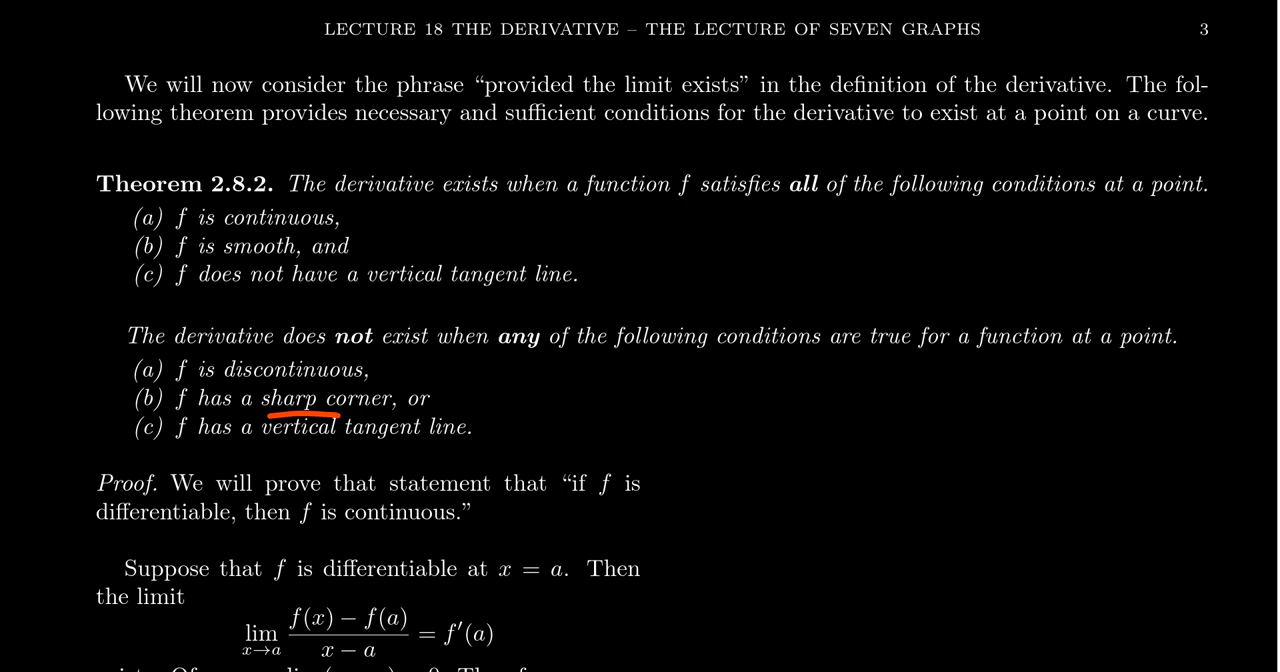 LECTURE 18 THE DERIVATIVE – THE LECTURE OF SEVEN GRAPHS 3
We will now consider the phrase “provided the limit exists” in the definition of the derivative. The fol-
lowing theorem provides necessary and sufficient conditions for the derivative to exist at a point on a curve.
Theorem 2.8.2. The derivative exists when a function f satisfies all of the following conditions at a point.
(a) f is continuous,
(b) f is smooth, and
(c) f does not have a vertical tangent line.
The derivative does not exist when any of the following conditions are true for a function at a point.
(a) f is discontinuous,
(b) f has a sharp corner, or
(c) f has a vertical tangent line.
Proof. We will prove that statement that “if f is
differentiable, then f is continuous.”
Suppose that f is differentiable at x = a. Then
the limit
lim x→a (f(x) − f(a))/(x − a) = f′(a)